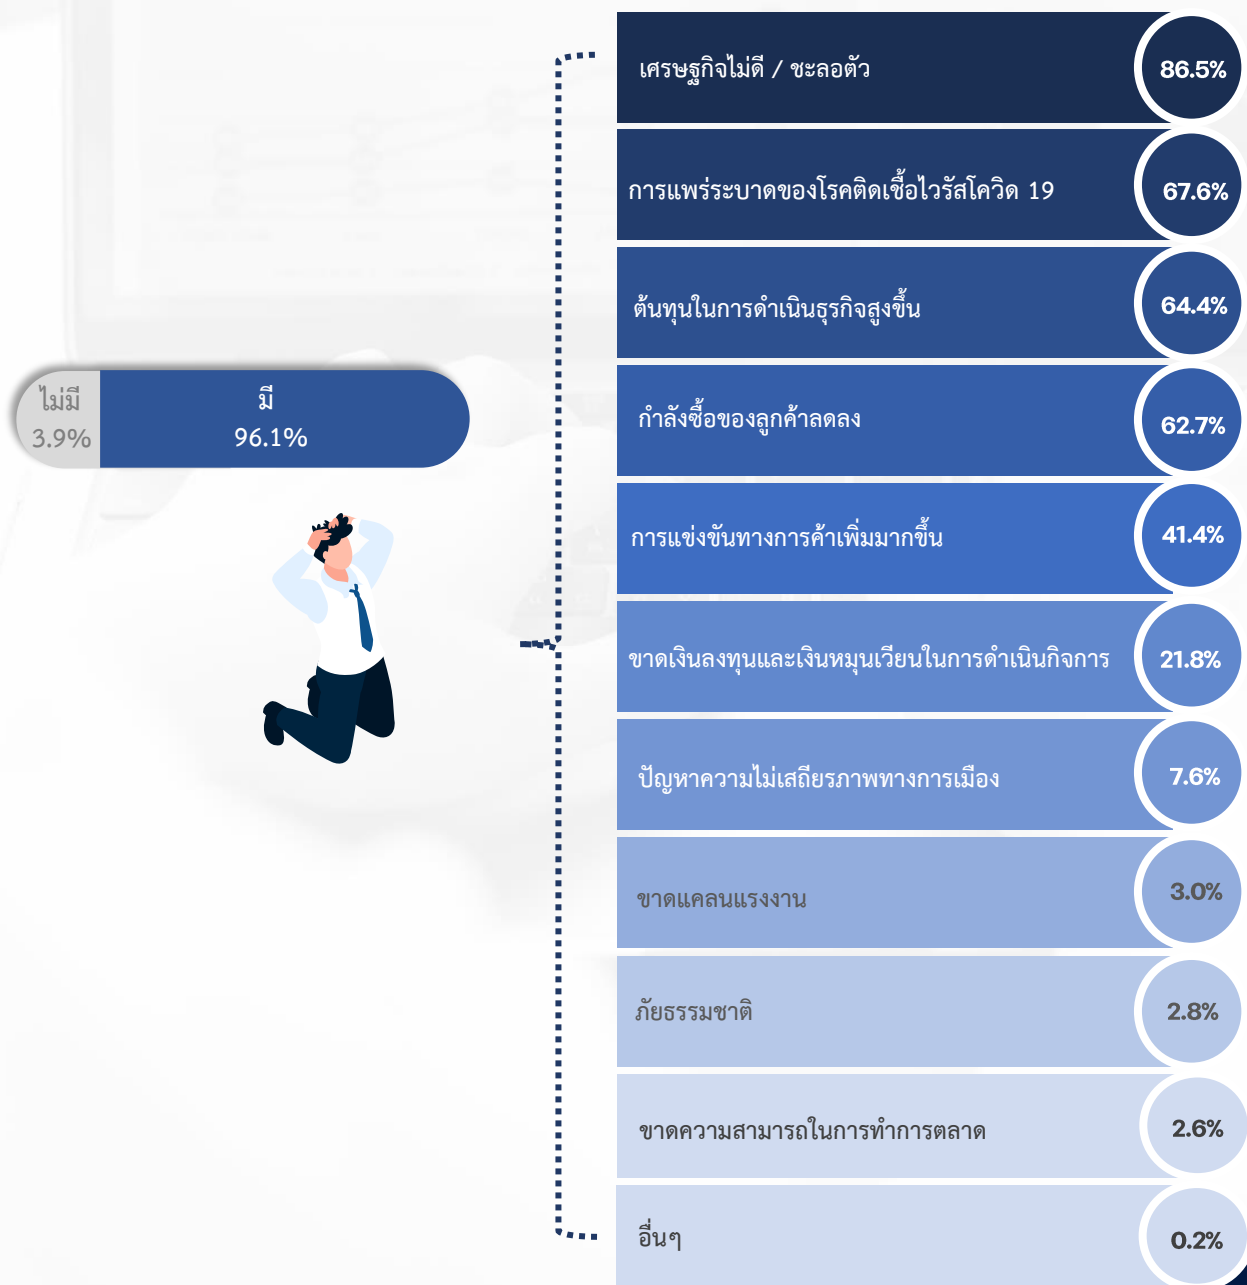 ไม่มี
3.9%
มี
96.1%
เศรษฐกิจไม่ดี / ชะลอตัว
86.5%
การแพร่ระบาดของโรคติดเชื้อไวรัสโควิด 19
67.6%
ต้นทุนในการดำเนินธุรกิจสูงขึ้น
64.4%
กำลังซื้อของลูกค้าลดลง
62.7%
การแข่งขันทางการค้าเพิ่มมากขึ้น
41.4%
ขาดเงินลงทุนและเงินหมุนเวียนในการดำเนินกิจการ
21.8%
ปัญหาความไม่เสถียรภาพทางการเมือง
7.6%
ขาดแคลนแรงงาน
3.0%
ภัยธรรมชาติ
2.8%
ขาดความสามารถในการทำการตลาด
2.6%
อื่นๆ
0.2%